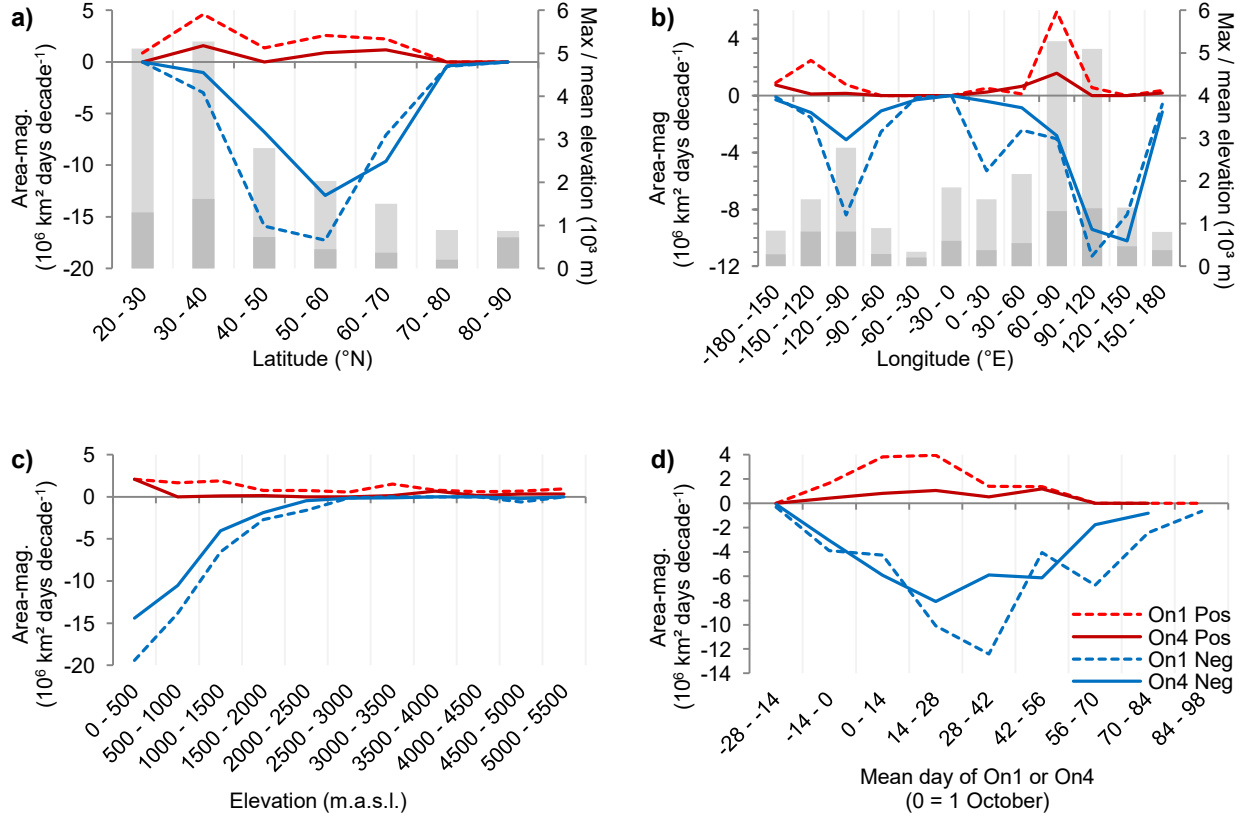 a)
Area-mag.
(10⁶ km² days decade⁻¹)
5
0
-5
-10
-15
-20
6
5
4
3
2
1
0
Max / mean elevation (10³ m)
20 - 30
30 - 40
40 - 50
50 - 60
60 - 70
70 - 80
80 - 90
Latitude (°N)
b)
Area-mag
(10⁶ km² days decade⁻¹)
4
0
-4
-8
-12
6
5
4
3
2
1
0
Max / mean elevation (10³ m)
-180 - -150
-150 - -120
-120 - -90
-90 - -60
-60 - -30
-30 - 0
0 - 30
30 - 60
60 - 90
90 - 120
120 - 150
150 - 180
Longitude (°E)
c)
Area-mag.
(10⁶ km² days decade⁻¹)
5
0
-5
-10
-15
-20
0 - 500
500 - 1000
1000 - 1500
1500 - 2000
2000 - 2500
2500 - 3000
3000 - 3500
3500 - 4000
4000 - 4500
4500 - 5000
5000 - 5500
Elevation (m.a.s.l.)
d)
Area-mag.
(10⁶ km² days decade⁻¹)
4
2
0
-2
-4
-6
-8
-10
-12
-14
On1 Pos
On4 Pos
On1 Neg
On4 Neg
-28 - -14
-14 - 0
0 - 14
14 - 28
28 - 42
42 - 56
56 - 70
70 - 84
84 - 98
Mean day of On1 or On4
(0 = 1 October)